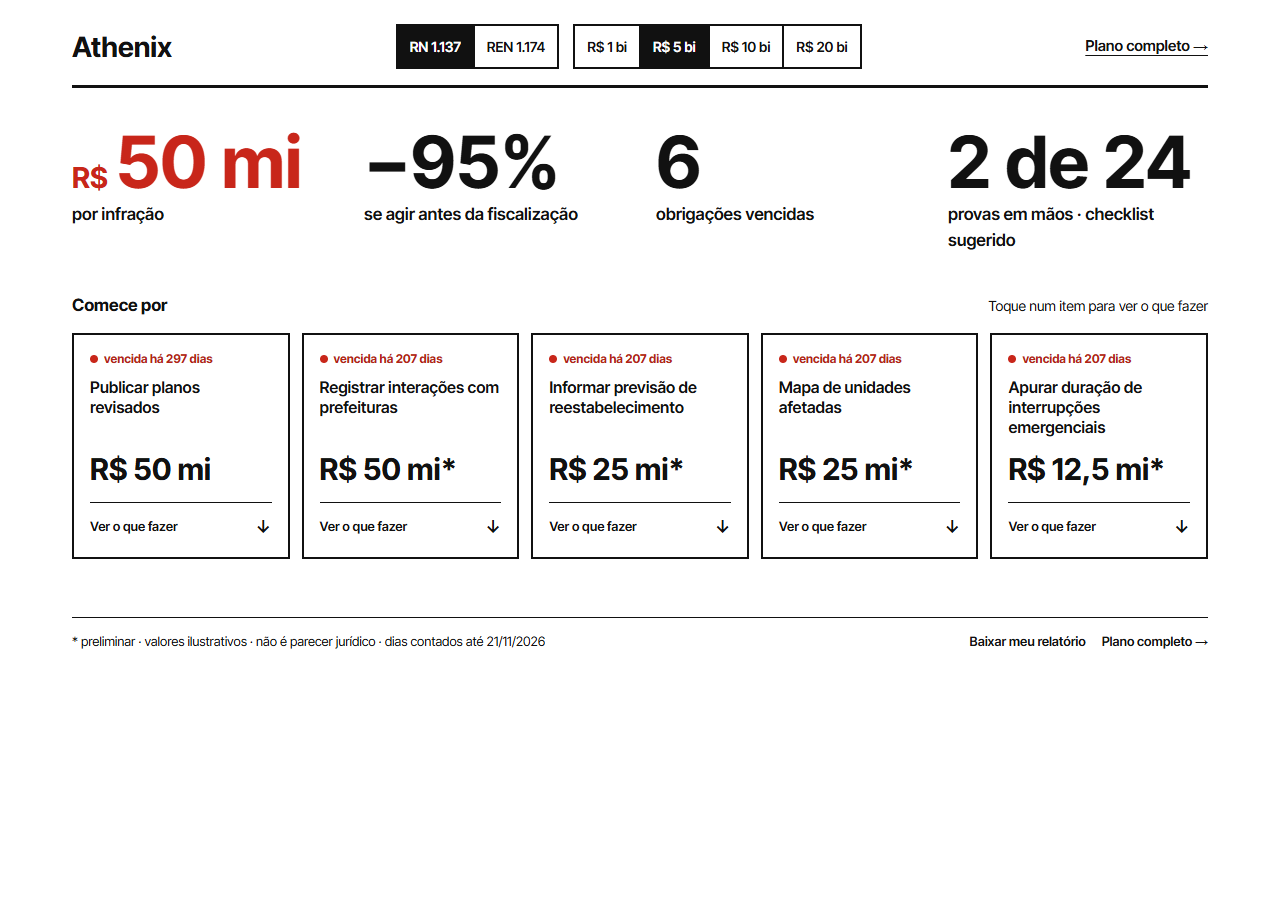 Athenix
RN 1.137
REN 1.174
R$ 1 bi
R$ 5 bi
R$ 10 bi
R$ 20 bi
Plano completo →
R$ 50 mi
por infração
−95%
se agir antes da fiscalização
6
obrigações vencidas
2 de 24
provas em mãos · checklist
sugerido
Comece por
Toque num item para ver o que fazer
vencida há 297 dias
Publicar planos
revisados
R$ 50 mi
Ver o que fazer ↓
vencida há 207 dias
Registrar interações com
prefeituras
R$ 50 mi*
Ver o que fazer ↓
vencida há 207 dias
Informar previsão de
reestabelecimento
R$ 25 mi*
Ver o que fazer ↓
vencida há 207 dias
Mapa de unidades
afetadas
R$ 25 mi*
Ver o que fazer ↓
vencida há 207 dias
Apurar duração de
interrupções
emergenciais
R$ 12,5 mi*
Ver o que fazer ↓
* preliminar · valores ilustrativos · não é parecer jurídico · dias contados até 21/11/2026
Baixar meu relatório
Plano completo →